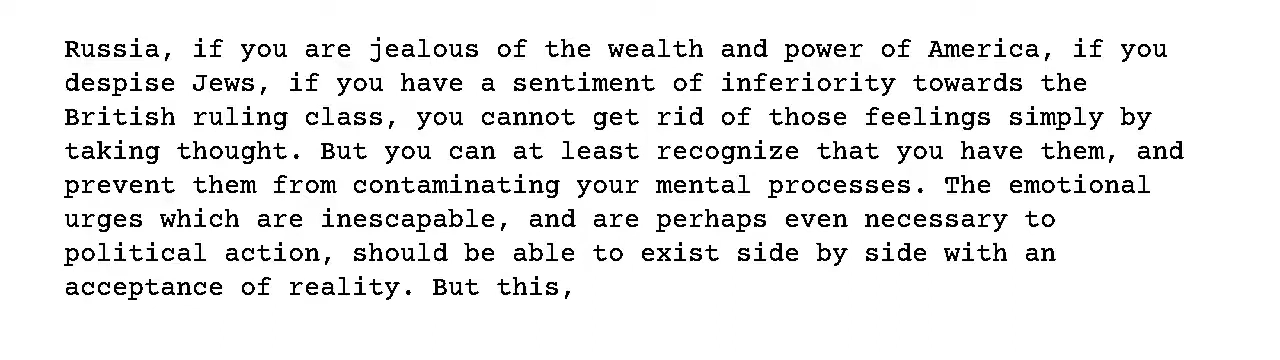 Russia, if you are jealous of the wealth and power of America, if you
despise Jews, if you have a sentiment of inferiority towards the
British ruling class, you cannot get rid of those feelings simply by
taking thought. But you can at least recognize that you have them, and
prevent them from contaminating your mental processes. The emotional
urges which are inescapable, and are perhaps even necessary to
political action, should be able to exist side by side with an
acceptance of reality. But this,